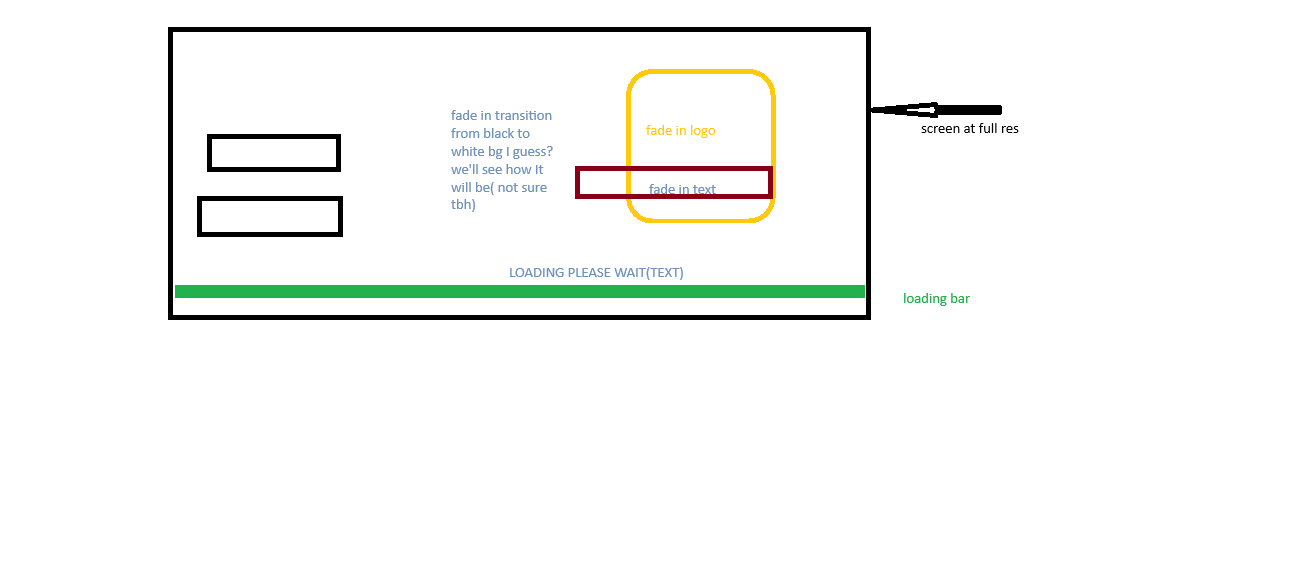 fade in transition
from black to
white bg I guess?
we'll see how It
will be( not sure
tbh)
fade in logo
fade in text
screen at full res
LOADING PLEASE WAIT(TEXT)
loading bar